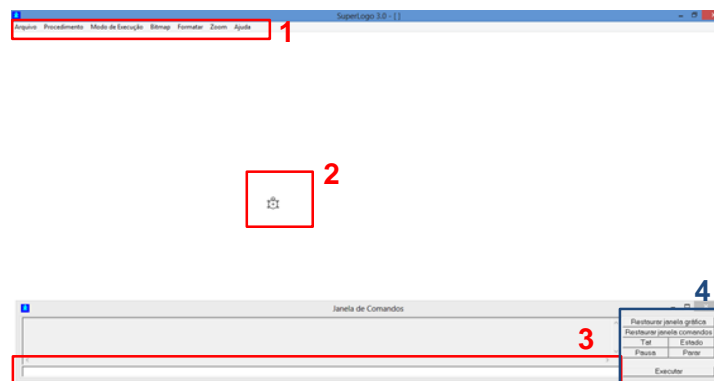 SuperLogo 3.0 - [ ]
Arquivo Procedimento Modo de Execução Bitmap Formatar Zoom Ajuda
1
2
4
Janela de Comandos
3
Restaurar janela gráfica
Restaurar janela comandos
Tat Estado
Pausa Parar
Executar